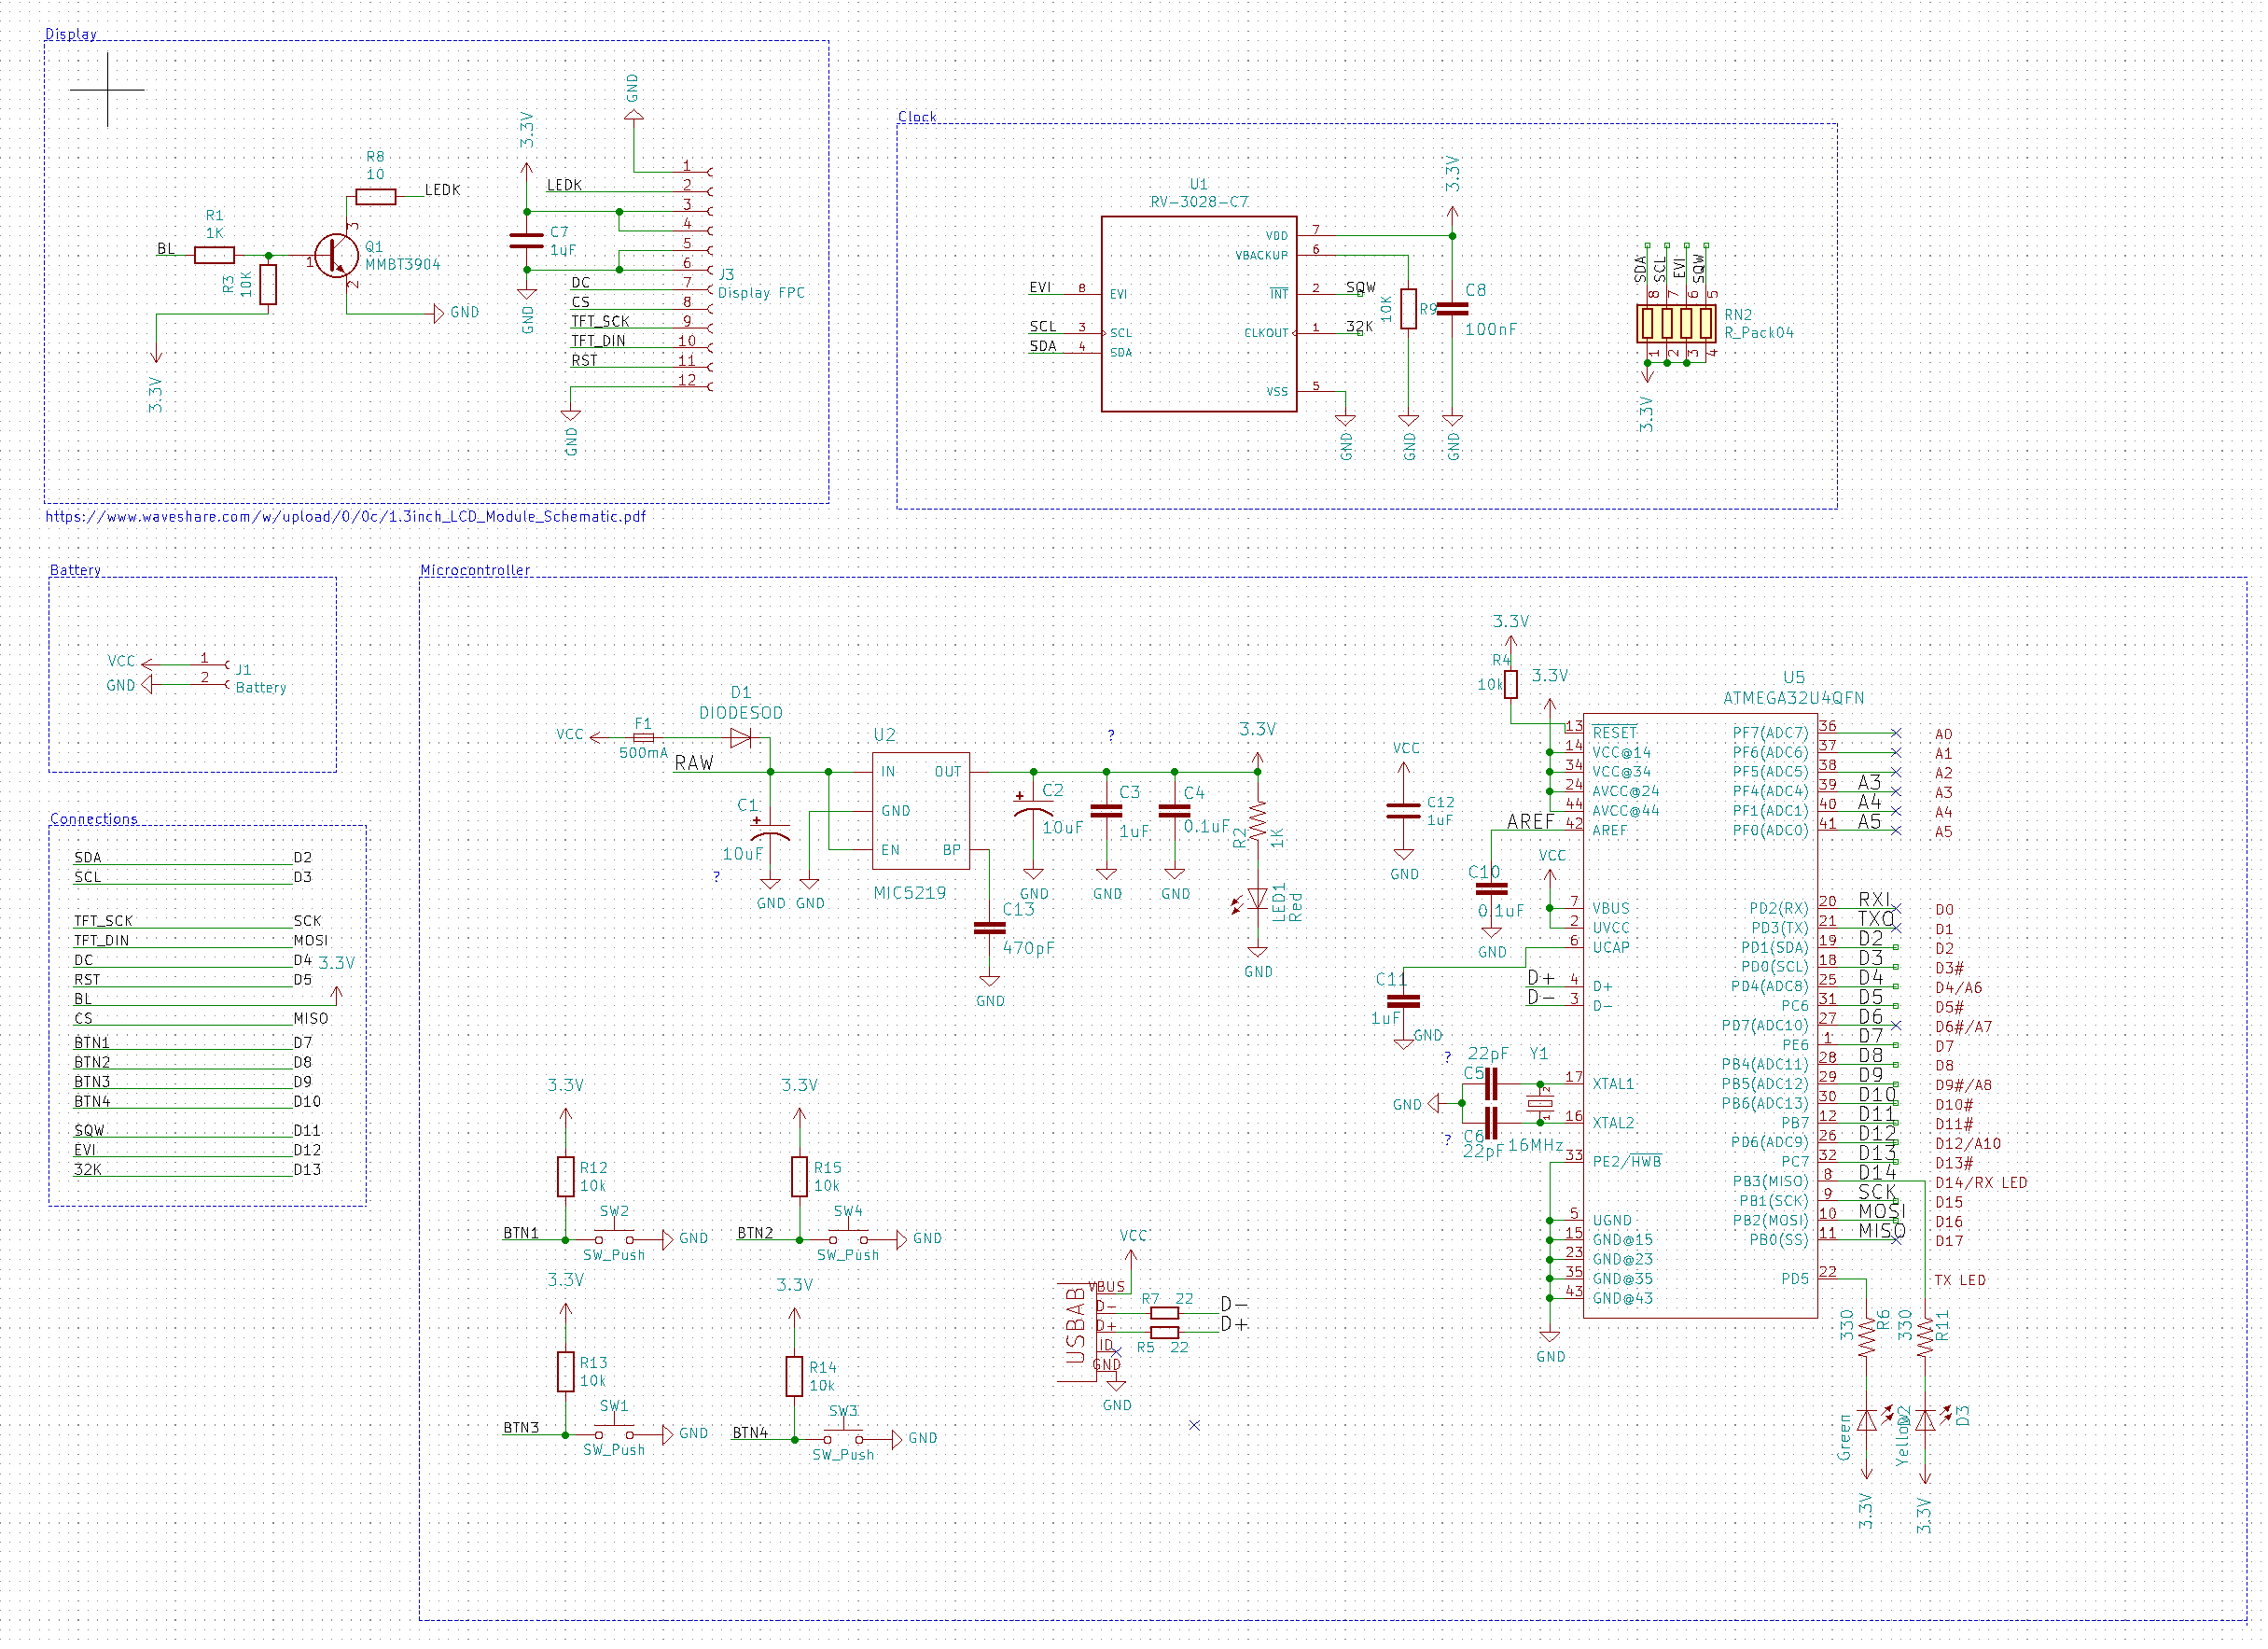 Display
GND
3.3V
R8
10
LEDK
R1
1K
BL
1
3
2
Q1
MMBT3904
R3
10K
GND
3.3V
LEDK
C7
1uF
GND
DC
CS
TFT_SCK
TFT_DIN
RST
GND
1
2
3
4
5
6
7
8
9
10
11
12
J3
Display FPC
https://www.waveshare.com/w/upload/0/0c/1.3inch_LCD_Module_Schematic.pdf
Clock
U1
RV-3028-C7
EVI 8 EVI
SCL 3 SCL
SDA 4 SDA
VDD 7
VBACKUP 6
INT 2 SQW
CLKOUT 1 32K
VSS 5
3.3V
10K
R9
C8
100nF
GND
GND
GND
SDA
SCL
EVI
SQW
8
7
6
5
1
2
3
4
RN2
R_Pack04
3.3V
Battery
VCC 1
GND 2
J1
Battery
Connections
SDA D2
SCL D3
TFT_SCK SCK
TFT_DIN MOSI
DC D4 3.3V
RST D5
BL
CS MISO
BTN1 D7
BTN2 D8
BTN3 D9
BTN4 D10
SQW D11
EVI D12
32K D13
Microcontroller
VCC
F1
500mA
D1
DIODESOD
RAW
C1
10uF
?
GND
GND
U2
IN OUT
GND
EN BP
MIC5219
C13
470pF
GND
C2
10uF
GND
?
C3
1uF
GND
C4
0.1uF
GND
3.3V
R2
1K
LED1
Red
GND
VCC
C12
1uF
GND
3.3V
R4
10k
3.3V
AREF
C10
0.1uF
GND
VCC
C11
1uF
GND
D+
D-
?
22pF Y1
C5
GND
C6
?
22pF 16MHz
2
1
GND
U5
ATMEGA32U4QFN
13 RESET
14 VCC@14
34 VCC@34
24 AVCC@24
44 AVCC@44
42 AREF
7 VBUS
2 UVCC
6 UCAP
4 D+
3 D-
17 XTAL1
16 XTAL2
33 PE2/HWB
5 UGND
15 GND@15
23 GND@23
35 GND@35
43 GND@43
PF7(ADC7) 36 A0
PF6(ADC6) 37 A1
PF5(ADC5) 38 A2
PF4(ADC4) 39 A3 A3
PF1(ADC1) 40 A4 A4
PF0(ADC0) 41 A5 A5
PD2(RX) 20 RXI D0
PD3(TX) 21 TXO D1
PD1(SDA) 19 D2 D2
PD0(SCL) 18 D3 D3#
PD4(ADC8) 25 D4 D4/A6
PC6 31 D5 D5#
PD7(ADC10) 27 D6 D6#/A7
PE6 1 D7 D7
PB4(ADC11) 28 D8 D8
PB5(ADC12) 29 D9 D9#/A8
PB6(ADC13) 30 D10 D10#
PB7 12 D11 D11#
PD6(ADC9) 26 D12 D12/A10
PC7 32 D13 D13#
PB3(MISO) 8 D14 D14/RX LED
PB1(SCK) 9 SCK D15
PB2(MOSI) 10 MOSI D16
PB0(SS) 11 MISO D17
PD5 22 TX LED
330
R6
330
R11
Green
D2
Yellow
D3
3.3V
3.3V
3.3V
R12
10k
BTN1
SW2
SW_Push
GND
3.3V
R15
10k
BTN2
SW4
SW_Push
GND
3.3V
R13
10k
BTN3
SW1
SW_Push
GND
3.3V
R14
10k
BTN4
SW3
SW_Push
GND
VCC
USBAB
VBUS
D-
D+
ID
GND
R7 22 D-
R5 22 D+
GND